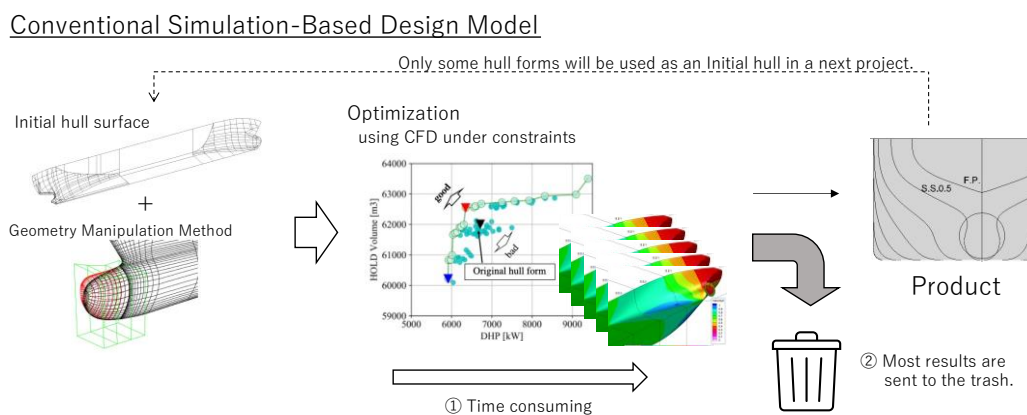 Conventional Simulation-Based Design Model
Only some hull forms will be used as an Initial hull in a next project.
Initial hull surface
+
Geometry Manipulation Method
Optimization
using CFD under constraints
64000
63000
62000
61000
60000
59000
HOLD Volume [m3]
good
bad
Original hull form
5000
6000
7000
8000
9000
DHP [kW]
① Time consuming
F.P.
S.S.0.5
Product
② Most results are
sent to the trash.